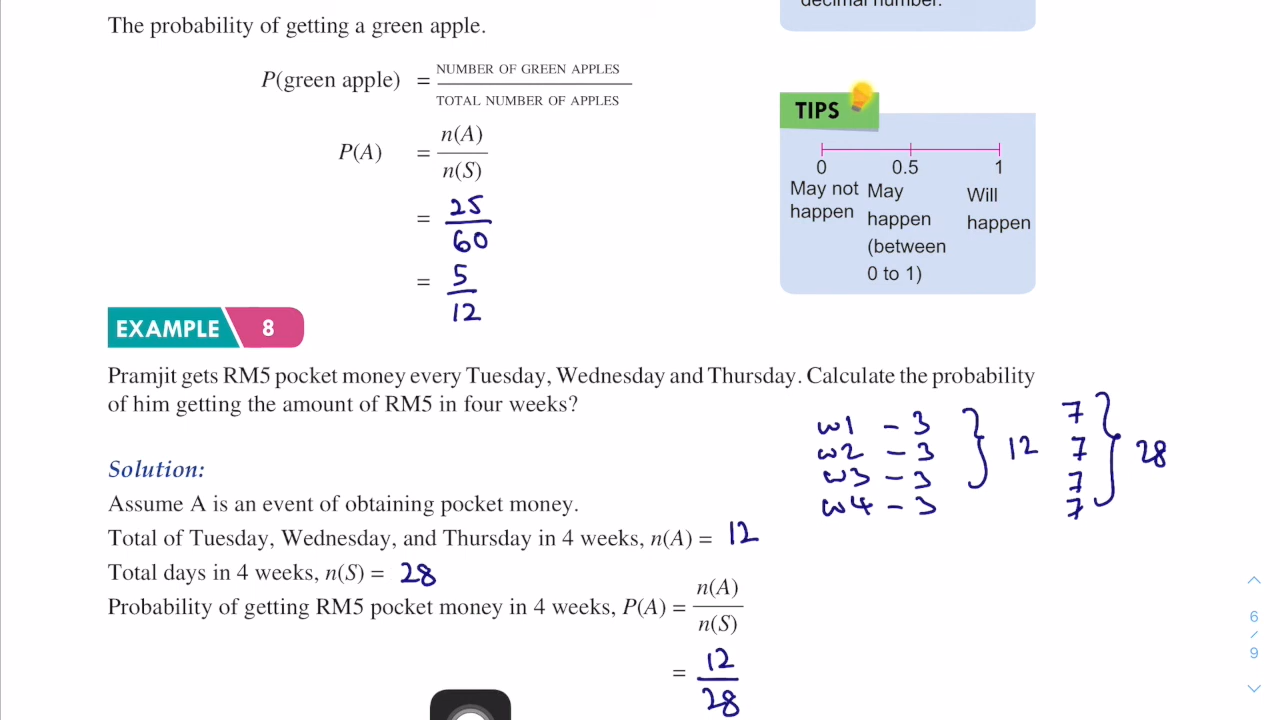 decimal number.
The probability of getting a green apple.
P(green apple) = NUMBER OF GREEN APPLES
TOTAL NUMBER OF APPLES
P(A) = n(A)
n(S)
= 25
60
= 5
12
TIPS
0 0.5 1
May not happen
May happen (between 0 to 1)
Will happen
EXAMPLE 8
Pramjit gets RM5 pocket money every Tuesday, Wednesday and Thursday. Calculate the probability
of him getting the amount of RM5 in four weeks?
w1 - 3
w2 - 3
w3 - 3
w4 - 3
12
7
7
7
7
28
Solution:
Assume A is an event of obtaining pocket money.
Total of Tuesday, Wednesday, and Thursday in 4 weeks, n(A) = 12
Total days in 4 weeks, n(S) = 28
Probability of getting RM5 pocket money in 4 weeks, P(A) = n(A)
n(S)
= 12
28
6
/
9